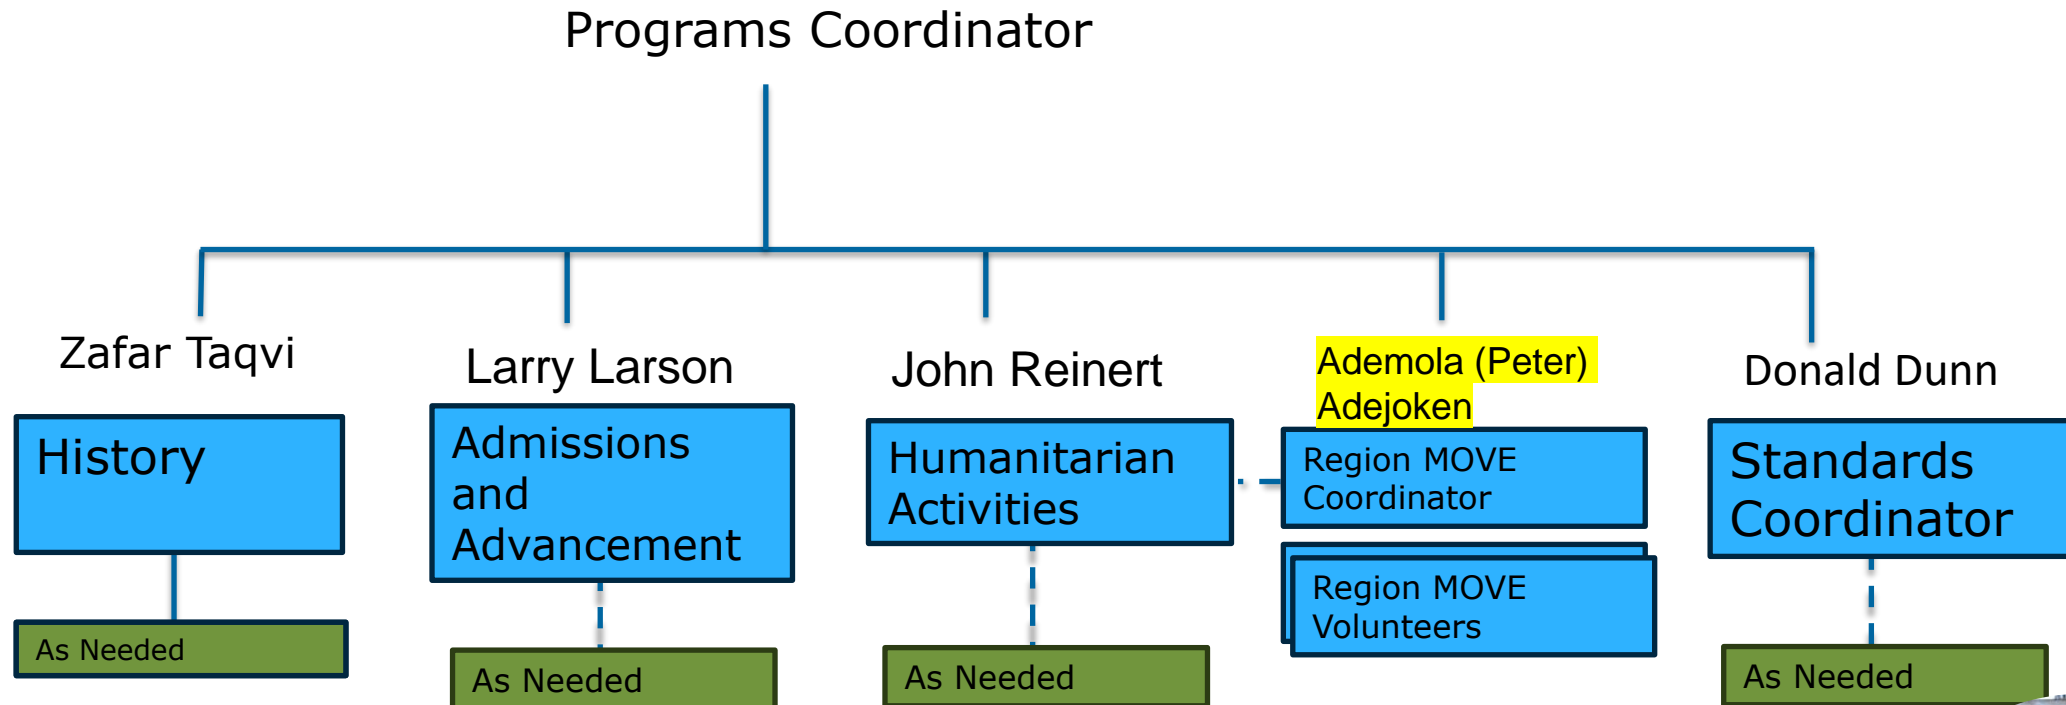 Programs Coordinator
Zafar Taqvi
History
As Needed
Larry Larson
Admissions
and
Advancement
As Needed
John Reinert
Humanitarian
Activities
As Needed
Ademola (Peter)
Adejoken
Region MOVE
Coordinator
Region MOVE
Volunteers
Donald Dunn
Standards
Coordinator
As Needed